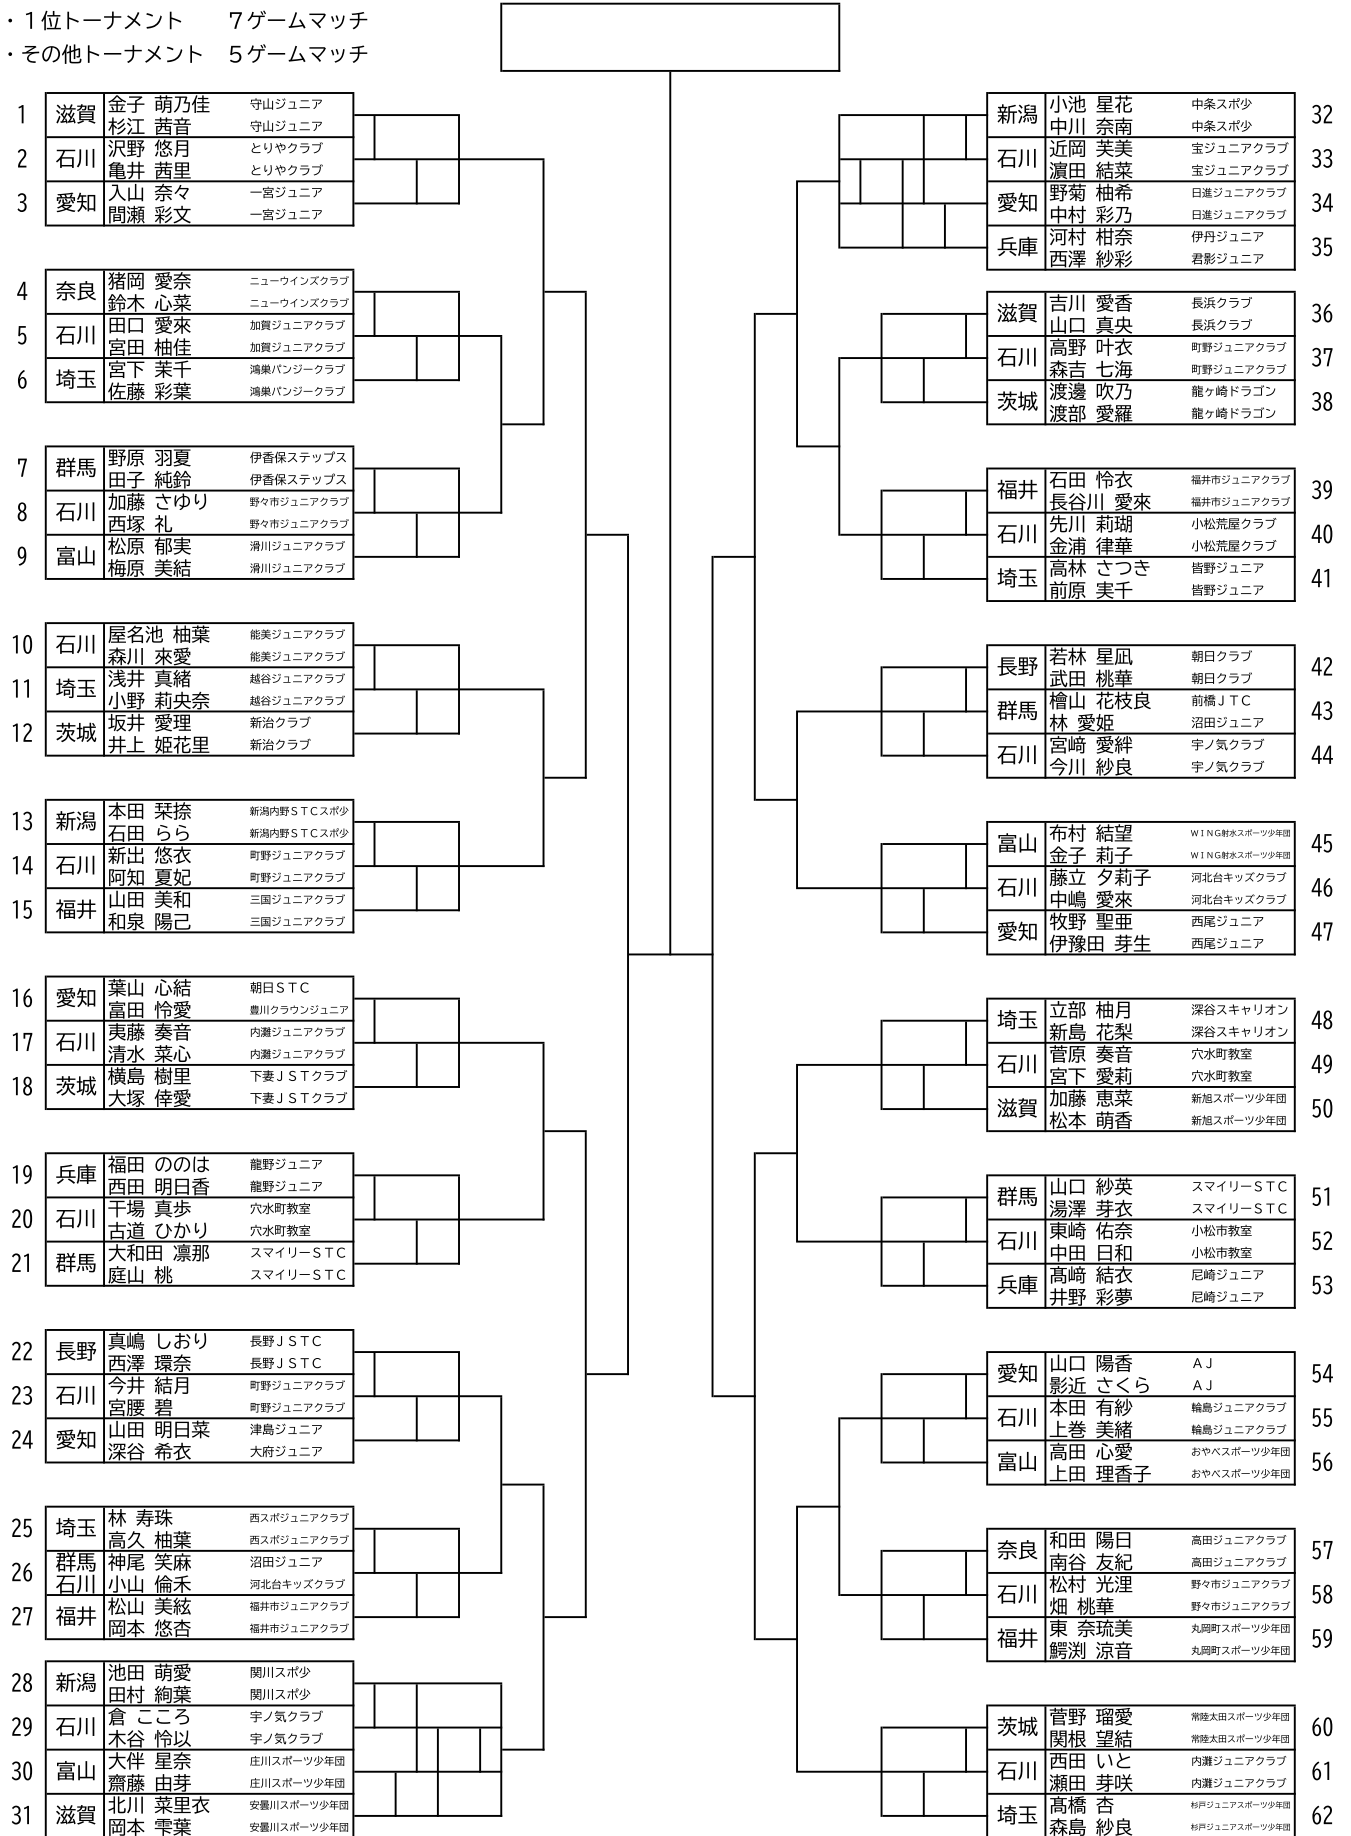 ・１位トーナメント　　７ゲームマッチ
・その他トーナメント　５ゲームマッチ
1 滋賀 金子 萌乃佳 守山ジュニア
杉江 茜音 守山ジュニア
2 石川 沢野 悠月 とりやクラブ
亀井 茜里 とりやクラブ
3 愛知 入山 奈々 一宮ジュニア
間瀬 彩文 一宮ジュニア
4 奈良 猪岡 愛奈 ニューウインズクラブ
鈴木 心菜 ニューウインズクラブ
5 石川 田口 愛來 加賀ジュニアクラブ
宮田 柚佳 加賀ジュニアクラブ
6 埼玉 宮下 茉千 鴻巣パンジークラブ
佐藤 彩葉 鴻巣パンジークラブ
7 群馬 野原 羽夏 伊香保ステップス
田子 純鈴 伊香保ステップス
8 石川 加藤 さゆり 野々市ジュニアクラブ
西塚 礼 野々市ジュニアクラブ
9 富山 松原 郁実 滑川ジュニアクラブ
梅原 美結 滑川ジュニアクラブ
10 石川 屋名池 柚葉 能美ジュニアクラブ
森川 來愛 能美ジュニアクラブ
11 埼玉 浅井 真緒 越谷ジュニアクラブ
小野 莉央奈 越谷ジュニアクラブ
12 茨城 坂井 愛理 新治クラブ
井上 姫花里 新治クラブ
13 新潟 本田 栞捺 新潟内野ＳＴＣスポ少
石田 らら 新潟内野ＳＴＣスポ少
14 石川 新出 悠衣 町野ジュニアクラブ
阿知 夏妃 町野ジュニアクラブ
15 福井 山田 美和 三国ジュニアクラブ
和泉 陽己 三国ジュニアクラブ
16 愛知 葉山 心結 朝日ＳＴＣ
富田 怜愛 豊川クラウンジュニア
17 石川 夷藤 奏音 内灘ジュニアクラブ
清水 菜心 内灘ジュニアクラブ
18 茨城 横島 樹里 下妻ＪＳＴクラブ
大塚 倖愛 下妻ＪＳＴクラブ
19 兵庫 福田 ののは 龍野ジュニア
西田 明日香 龍野ジュニア
20 石川 干場 真歩 穴水町教室
古道 ひかり 穴水町教室
21 群馬 大和田 凛那 スマイリーＳＴＣ
庭山 桃 スマイリーＳＴＣ
22 長野 真嶋 しおり 長野ＪＳＴＣ
西澤 環奈 長野ＪＳＴＣ
23 石川 今井 結月 町野ジュニアクラブ
宮腰 碧 町野ジュニアクラブ
24 愛知 山田 明日菜 津島ジュニア
深谷 希衣 大府ジュニア
25 埼玉 林 寿珠 西スポジュニアクラブ
高久 柚葉 西スポジュニアクラブ
26 群馬 神尾 笑麻 沼田ジュニア
石川 小山 倫禾 河北台キッズクラブ
27 福井 松山 美絃 福井市ジュニアクラブ
岡本 悠杏 福井市ジュニアクラブ
28 新潟 池田 萌愛 関川スポ少
田村 絢葉 関川スポ少
29 石川 倉 こころ 宇ノ気クラブ
木谷 怜以 宇ノ気クラブ
30 富山 大伴 星奈 庄川スポーツ少年団
齋藤 由芽 庄川スポーツ少年団
31 滋賀 北川 菜里衣 安曇川スポーツ少年団
岡本 雫葉 安曇川スポーツ少年団
新潟 小池 星花 中条スポ少 32
中川 奈南 中条スポ少
石川 近岡 芙美 宝ジュニアクラブ 33
濵田 結菜 宝ジュニアクラブ
愛知 野菊 柚希 日進ジュニアクラブ 34
中村 彩乃 日進ジュニアクラブ
兵庫 河村 柑奈 伊丹ジュニア 35
西澤 紗彩 君影ジュニア
滋賀 吉川 愛香 長浜クラブ 36
山口 真央 長浜クラブ
石川 高野 叶衣 町野ジュニアクラブ 37
森吉 七海 町野ジュニアクラブ
茨城 渡邊 吹乃 龍ヶ崎ドラゴン 38
渡部 愛羅 龍ヶ崎ドラゴン
福井 石田 怜衣 福井市ジュニアクラブ 39
長谷川 愛來 福井市ジュニアクラブ
石川 先川 莉瑚 小松荒屋クラブ 40
金浦 律華 小松荒屋クラブ
埼玉 高林 さつき 皆野ジュニア 41
前原 実千 皆野ジュニア
長野 若林 星凪 朝日クラブ 42
武田 桃華 朝日クラブ
群馬 檜山 花枝良 前橋ＪＴＣ 43
林 愛姫 沼田ジュニア
石川 宮﨑 愛絆 宇ノ気クラブ 44
今川 紗良 宇ノ気クラブ
富山 布村 結望 ＷＩＮＧ射水スポーツ少年団 45
金子 莉子 ＷＩＮＧ射水スポーツ少年団
石川 藤立 夕莉子 河北台キッズクラブ 46
中嶋 愛來 河北台キッズクラブ
愛知 牧野 聖亜 西尾ジュニア 47
伊豫田 芽生 西尾ジュニア
埼玉 立部 柚月 深谷スキャリオン 48
新島 花梨 深谷スキャリオン
石川 菅原 奏音 穴水町教室 49
宮下 愛莉 穴水町教室
滋賀 加藤 恵菜 新旭スポーツ少年団 50
松本 萌香 新旭スポーツ少年団
群馬 山口 紗英 スマイリーＳＴＣ 51
湯澤 芽衣 スマイリーＳＴＣ
石川 東崎 佑奈 小松市教室 52
中田 日和 小松市教室
兵庫 髙﨑 結衣 尼崎ジュニア 53
井野 彩夢 尼崎ジュニア
愛知 山口 陽香 ＡＪ 54
影近 さくら ＡＪ
石川 本田 有紗 輪島ジュニアクラブ 55
上巻 美緒 輪島ジュニアクラブ
富山 高田 心愛 おやべスポーツ少年団 56
上田 理香子 おやべスポーツ少年団
奈良 和田 陽日 高田ジュニアクラブ 57
南谷 友紀 高田ジュニアクラブ
石川 松村 光浬 野々市ジュニアクラブ 58
畑 桃華 野々市ジュニアクラブ
福井 東 奈琉美 丸岡町スポーツ少年団 59
鰐渕 涼音 丸岡町スポーツ少年団
茨城 菅野 瑠愛 常陸太田スポーツ少年団 60
関根 望結 常陸太田スポーツ少年団
石川 西田 いと 内灘ジュニアクラブ 61
瀬田 芽咲 内灘ジュニアクラブ
埼玉 髙橋 杏 杉戸ジュニアスポーツ少年団 62
森島 紗良 杉戸ジュニアスポーツ少年団